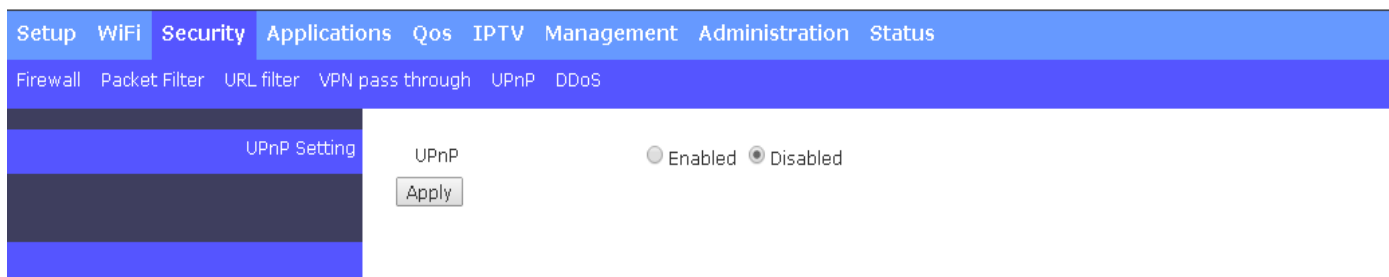 Setup WiFi Security Applications Qos IPTV Management Administration Status
Firewall Packet Filter URL filter VPN pass through UPnP DDoS
UPnP Setting
UPnP Enabled Disabled
Apply